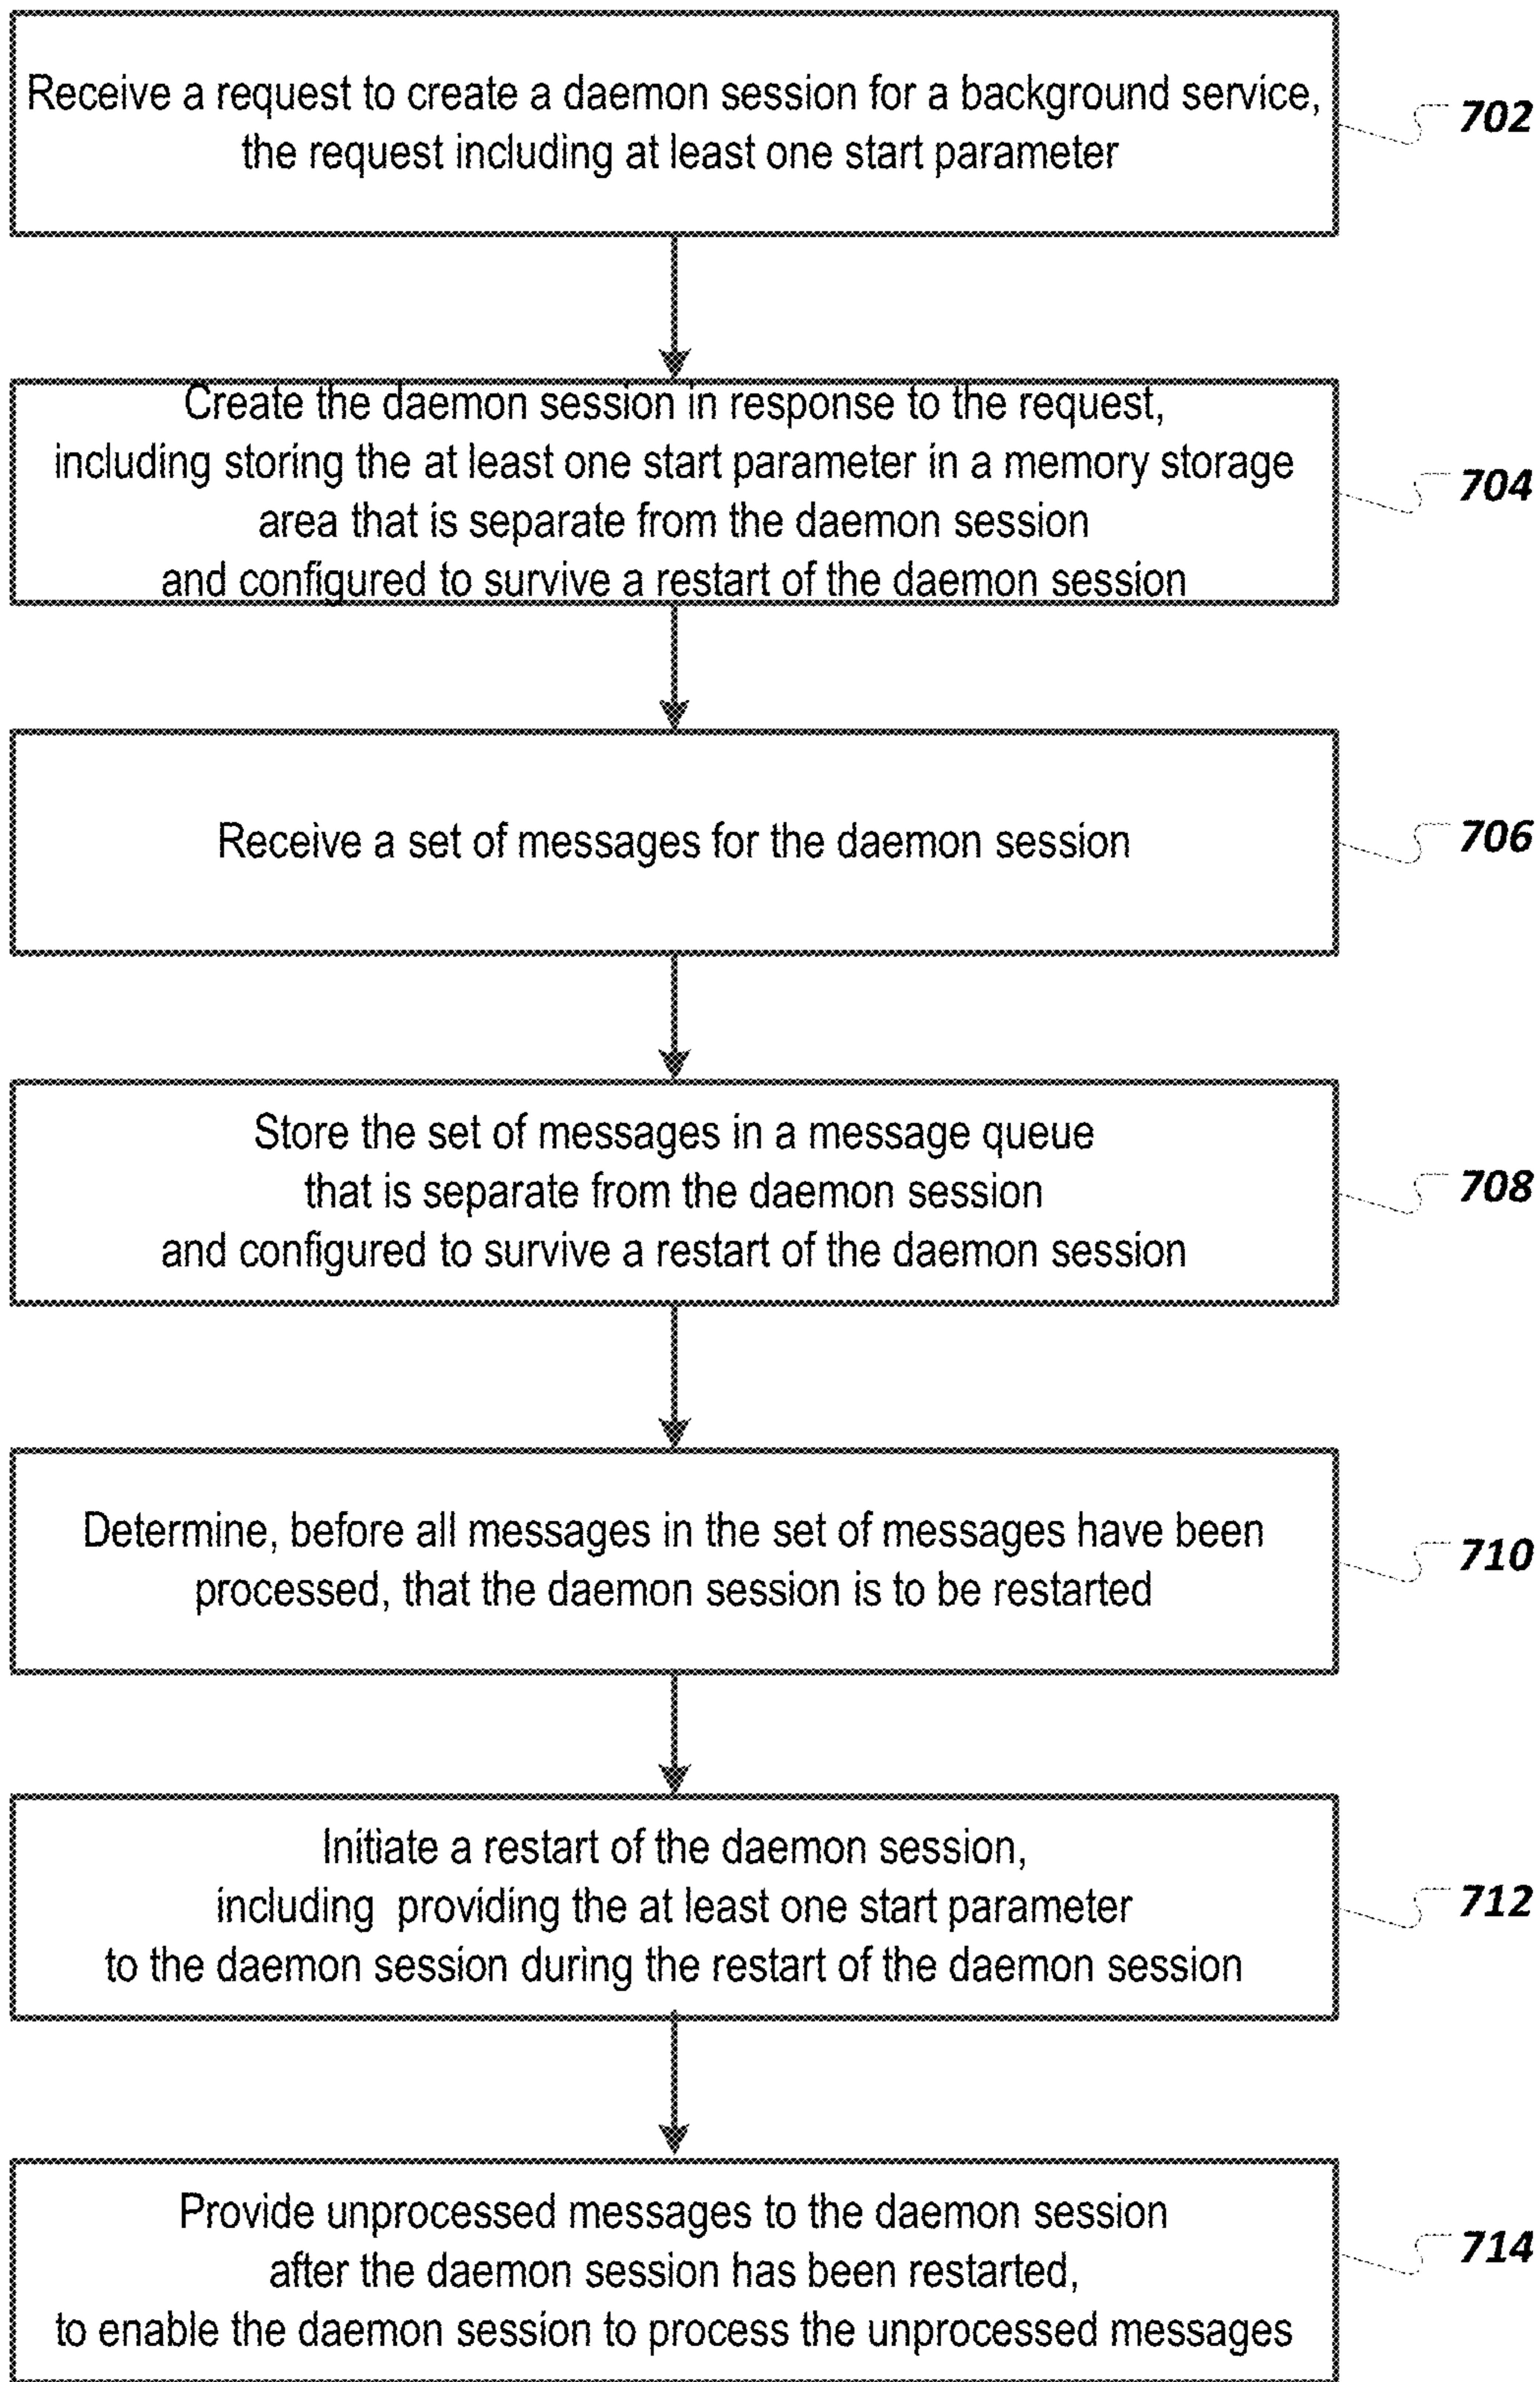 Receive a request to create a daemon session for a background service,
the request including at least one start parameter
702
Create the daemon session in response to the request,
including storing the at least one start parameter in a memory storage
area that is separate from the daemon session
and configured to survive a restart of the daemon session
704
Receive a set of messages for the daemon session
706
Store the set of messages in a message queue
that is separate from the daemon session
and configured to survive a restart of the daemon session
708
Determine, before all messages in the set of messages have been
processed, that the daemon session is to be restarted
710
Initiate a restart of the daemon session,
including providing the at least one start parameter
to the daemon session during the restart of the daemon session
712
Provide unprocessed messages to the daemon session
after the daemon session has been restarted,
to enable the daemon session to process the unprocessed messages
714